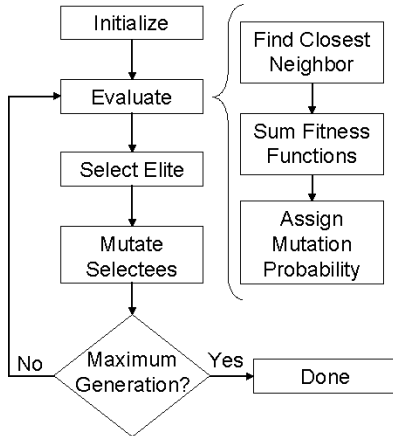 Initialize
Evaluate
Select Elite
Mutate
Selectees
Maximum
Generation?
No
Yes
Done
Find Closest
Neighbor
Sum Fitness
Functions
Assign
Mutation
Probability